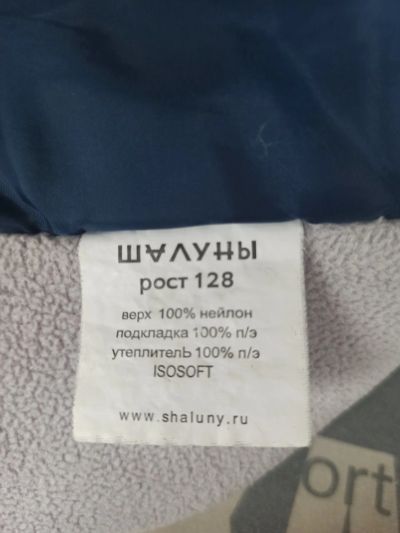 ШАЛУНЫ
рост 128
верх 100% нейлон
подкладка 100% п/э
утеплителЬ 100% п/э
ISOSOFT
www.shaluny.ru
ort